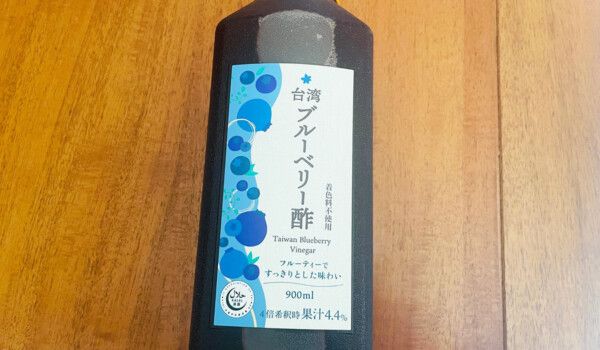 台湾
ブルーベリー酢
着色料不使用
Taiwan Blueberry
Vinegar
フルーティーで
すっきりとした味わい
900ml
4倍希釈時果汁4.4%
حلال